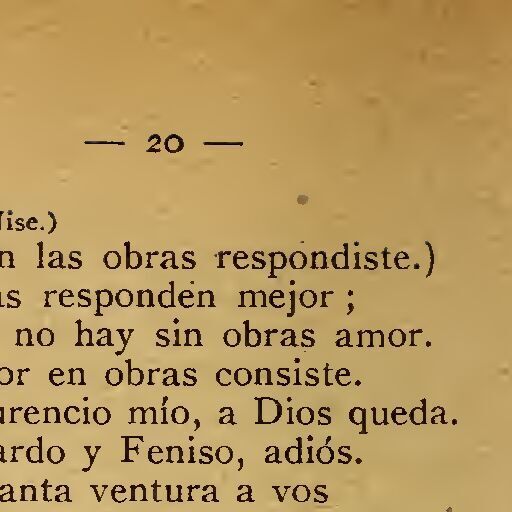 — 20 —
ise.)
n las obras respondiste.)
s responden mejor ;
no hay sin obras amor.
or en obras consiste.
urencio mío, a Dios queda.
ardo y Feniso, adiós.
anta ventura a vos